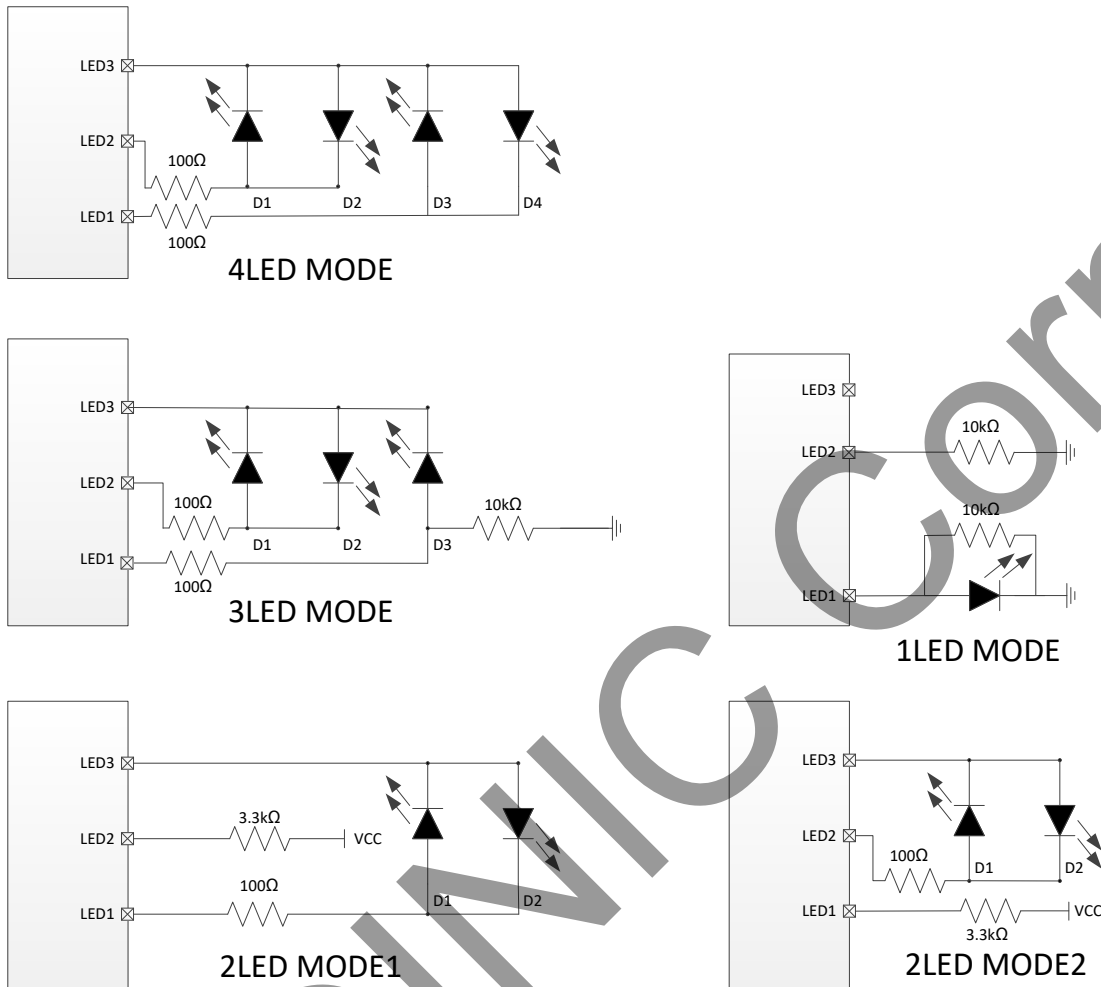 LED3
LED2
100Ω
LED1
100Ω
D1
D2
D3
D4
4LED MODE
LED3
LED2
100Ω
10kΩ
LED1
100Ω
D1
D2
D3
3LED MODE
LED3
10kΩ
LED2
10kΩ
LED1
1LED MODE
LED3
3.3kΩ
LED2
VCC
100Ω
LED1
D1
D2
2LED MODE1
LED3
LED2
100Ω
D1
D2
LED1
3.3kΩ
VCC
2LED MODE2